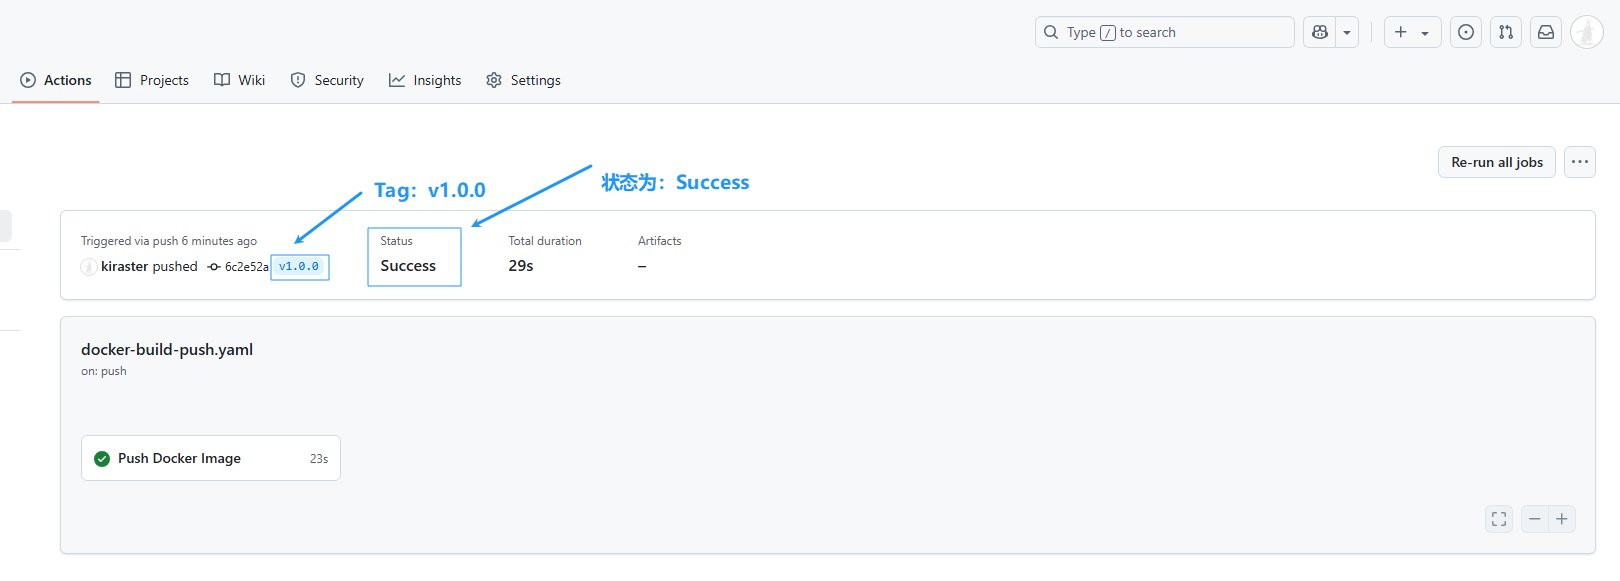 Type / to search
Actions Projects Wiki Security Insights Settings
Re-run all jobs
Tag：v1.0.0
状态为：Success
Triggered via push 6 minutes ago
kiraster pushed 6c2e52a v1.0.0
Status
Success
Total duration
29s
Artifacts
–
docker-build-push.yaml
on: push
Push Docker Image 23s